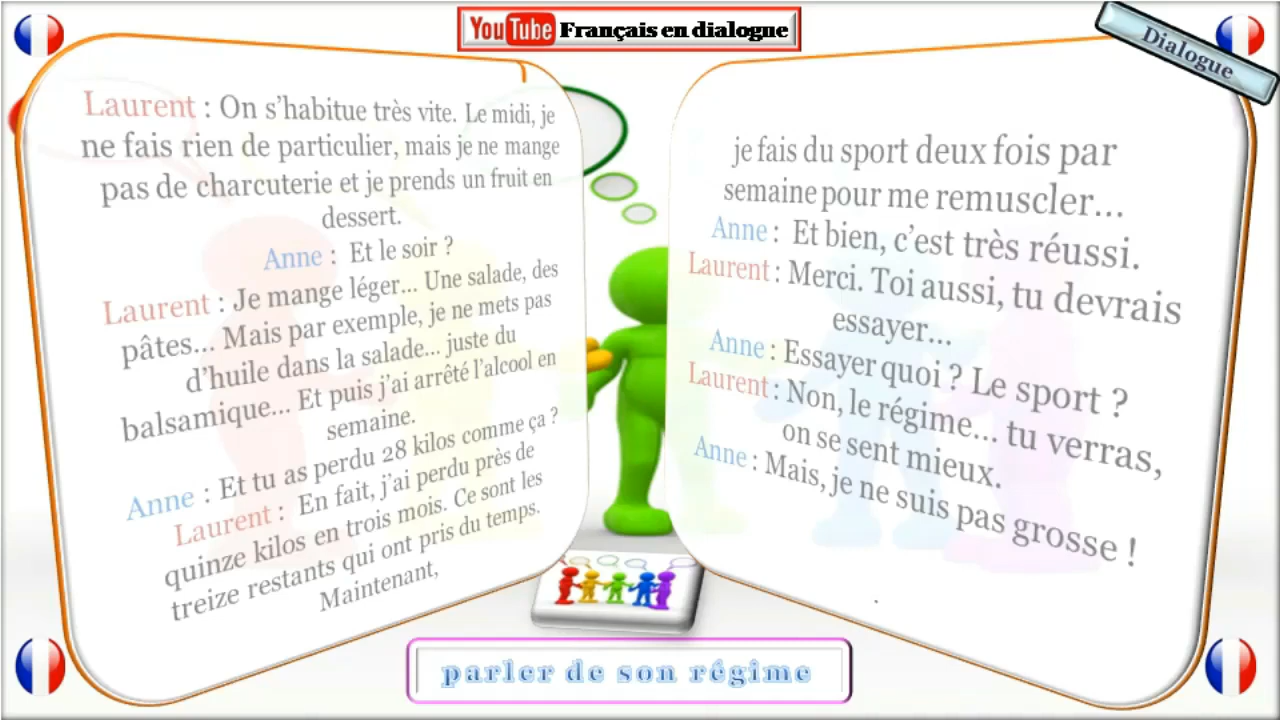 YouTube Français en dialogue
Dialogue
Laurent : On s'habitue très vite. Le midi, je
ne fais rien de particulier, mais je ne mange
pas de charcuterie et je prends un fruit en
dessert.
Anne : Et le soir ?
Laurent : Je mange léger... Une salade, des
pâtes... Mais par exemple, je ne mets pas
d'huile dans la salade... juste du
balsamique... Et puis j'ai arrêté l'alcool en
semaine.
Anne : Et tu as perdu 28 kilos comme ça ?
Laurent : En fait, j'ai perdu près de
quinze kilos en trois mois. Ce sont les
treize restants qui ont pris du temps.
Maintenant,
je fais du sport deux fois par
semaine pour me remuscler...
Anne : Et bien, c'est très réussi.
Laurent : Merci. Toi aussi, tu devrais
essayer...
Anne : Essayer quoi ? Le sport ?
Laurent : Non, le régime... tu verras,
on se sent mieux.
Anne : Mais, je ne suis pas grosse !
.
parler de son régime